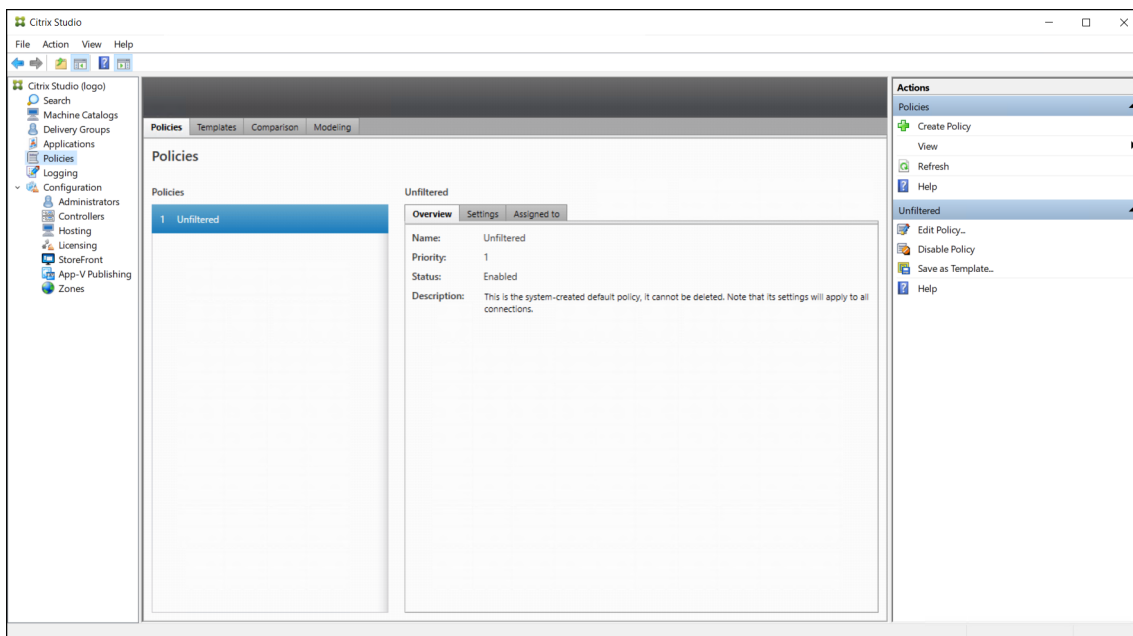 Citrix Studio
File Action View Help
Citrix Studio (logo)
Search
Machine Catalogs
Delivery Groups
Applications
Policies
Logging
Configuration
Administrators
Controllers
Hosting
Licensing
StoreFront
App-V Publishing
Zones
Policies Templates Comparison Modeling
Policies
Policies
1 Unfiltered
Unfiltered
Overview Settings Assigned to
Name: Unfiltered
Priority: 1
Status: Enabled
Description: This is the system-created default policy, it cannot be deleted. Note that its settings will apply to all
connections.
Actions
Policies
Create Policy
View
Refresh
Help
Unfiltered
Edit Policy...
Disable Policy
Save as Template...
Help